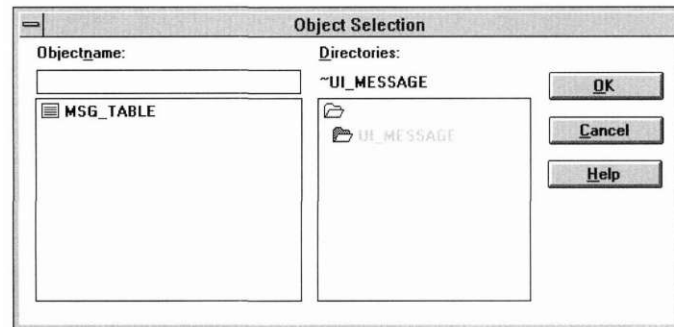 Object Selection
Objectname:
Directories:
~UI_MESSAGE
OK
MSG_TABLE
UI_MESSAGE
Cancel
Help